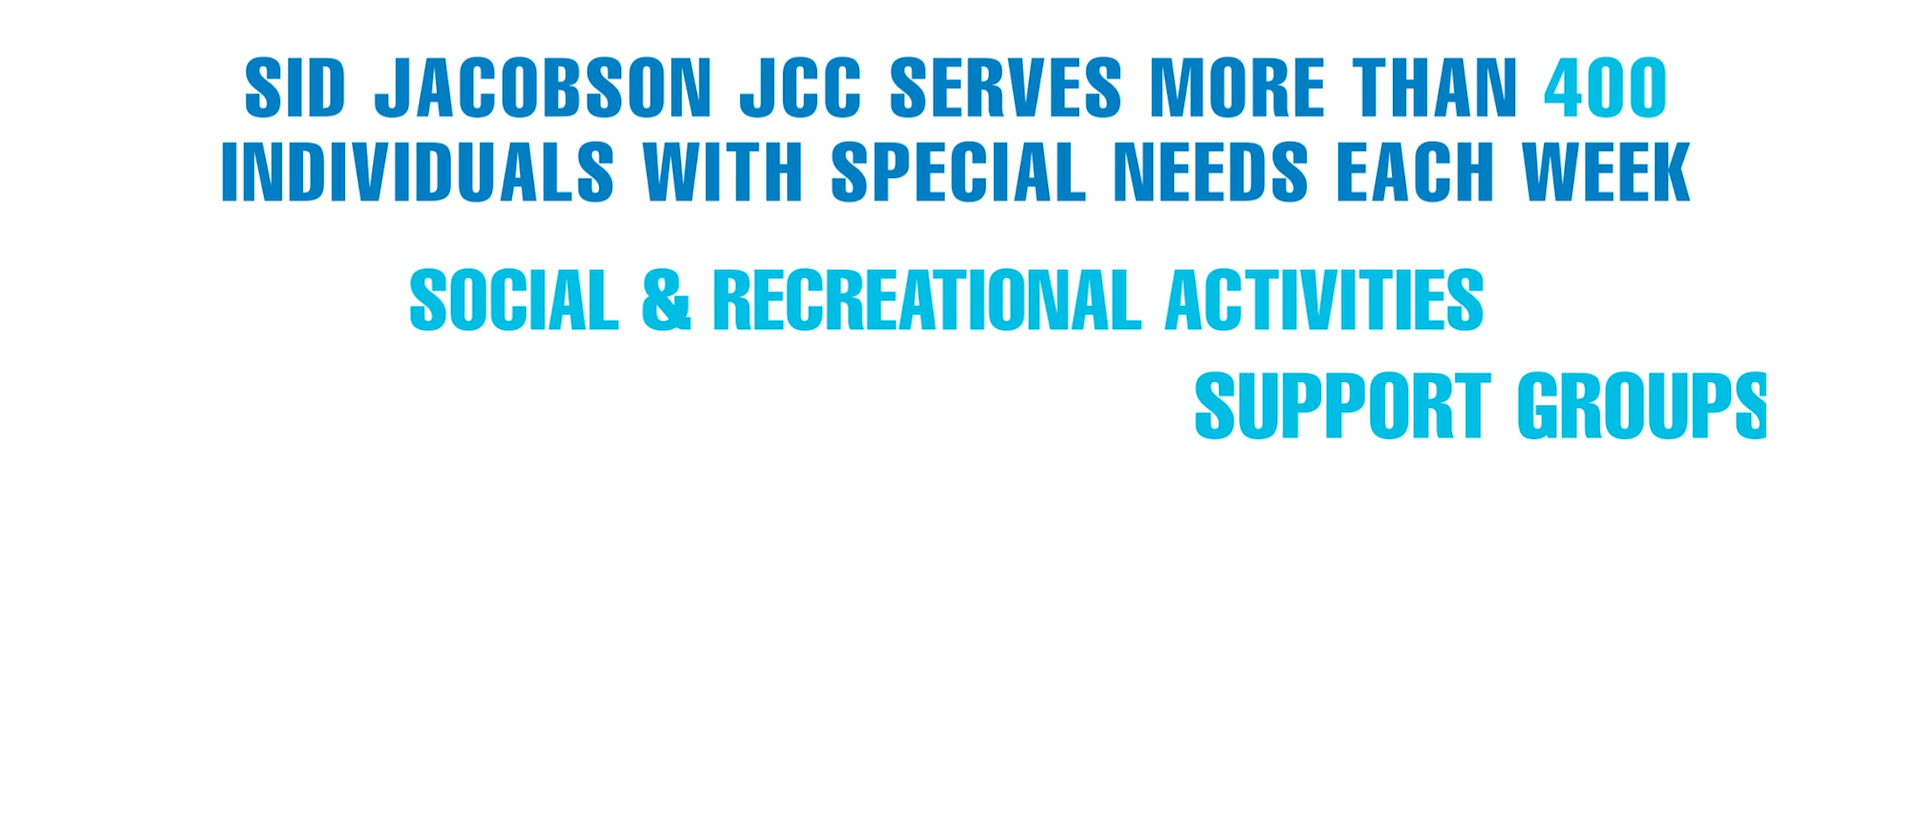 SID JACOBSON JCC SERVES MORE THAN 400
INDIVIDUALS WITH SPECIAL NEEDS EACH WEEK
SOCIAL & RECREATIONAL ACTIVITIES
SUPPORT GROUPS